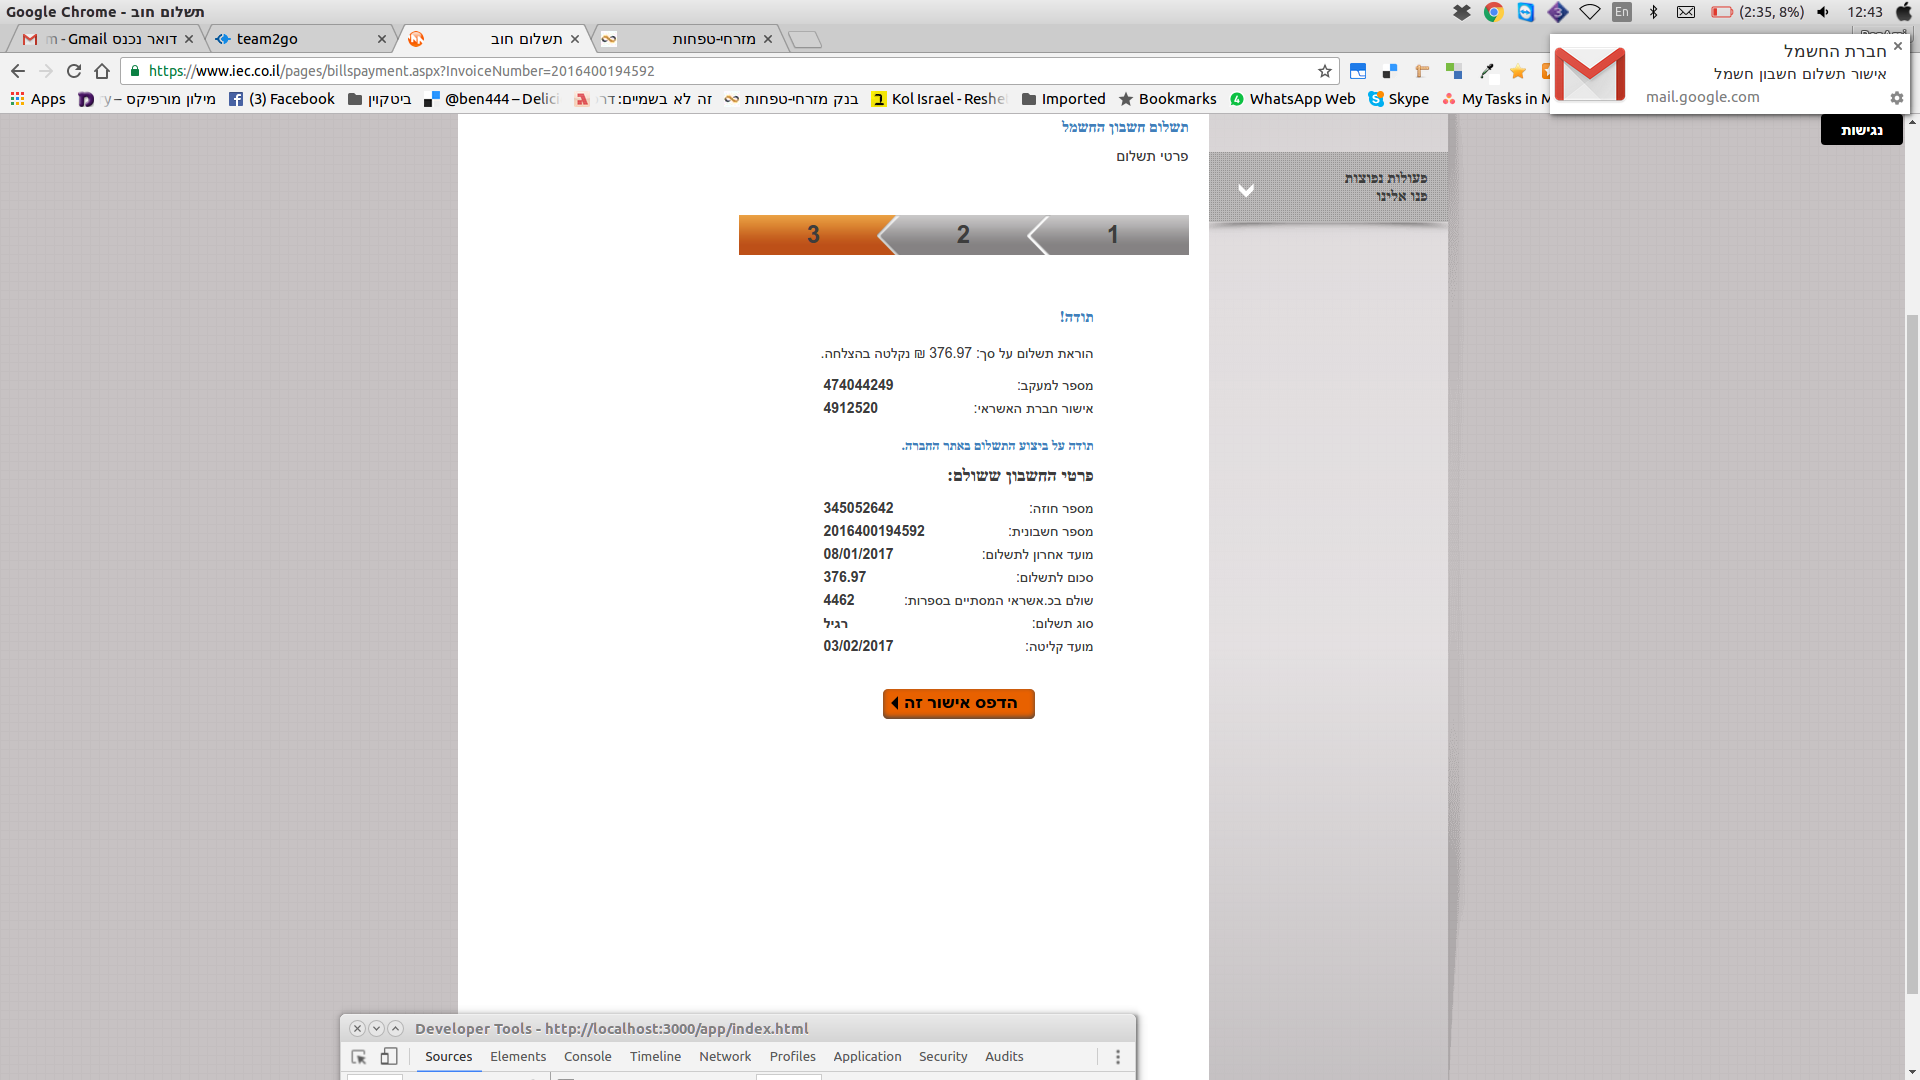 Google Chrome - תשלום חוב
En
3
(2:35, 8%)
12:43
דואר נכנס - Gmail
team2go
תשלום חוב
מזרחי-טפחות
חברת החשמל
אישור תשלום חשבון חשמל
mail.google.com
https://www.iec.co.il/pages/billspayment.aspx?InvoiceNumber=2016400194592
Apps
מילון מורפיקס –
(3) Facebook
ביטקוין
@ben444 – Delici
זה לא בשמיים: דר
בנק מזרחי-טפחות
Kol Israel - Reshe
Imported
Bookmarks
WhatsApp Web
Skype
My Tasks in M
נגישות
תשלום חשבון החשמל
פרטי תשלום
פעולות נפוצות
פנו אלינו
1
2
3
תודה!
הוראת תשלום על סך: 376.97 ₪ נקלטה בהצלחה.
מספר למעקב: 474044249
אישור חברת האשראי: 4912520
תודה על ביצוע התשלום באתר החברה.
פרטי החשבון ששולם:
מספר חוזה: 345052642
מספר חשבונית: 2016400194592
מועד אחרון לתשלום: 08/01/2017
סכום לתשלום: 376.97
שולם בכ.אשראי המסתיים בספרות: 4462
סוג תשלום: רגיל
מועד קליטה: 03/02/2017
הדפס אישור זה
Developer Tools - http://localhost:3000/app/index.html
Sources
Elements
Console
Timeline
Network
Profiles
Application
Security
Audits